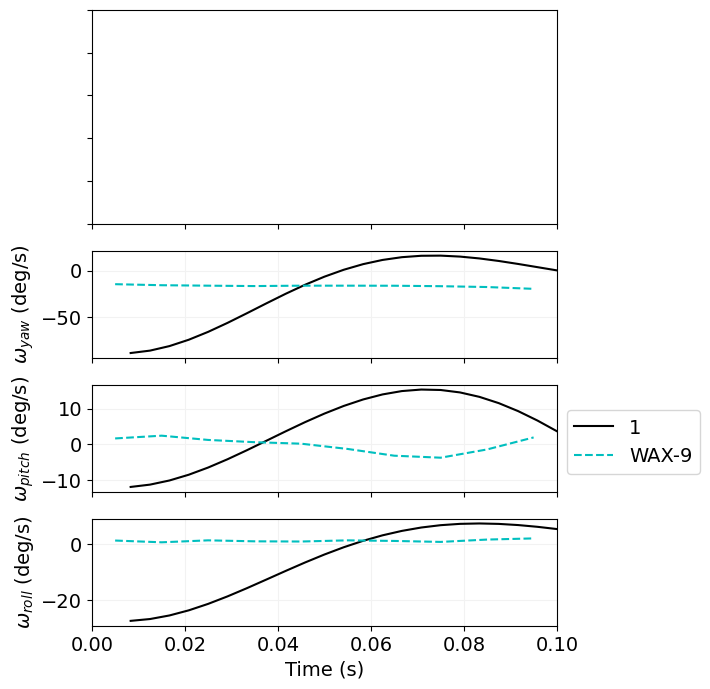 ω_yaw (deg/s)
0
−50
ω_pitch (deg/s)
10
0
−10
1
WAX-9
ω_roll (deg/s)
0
−20
0.00 0.02 0.04 0.06 0.08 0.10
Time (s)